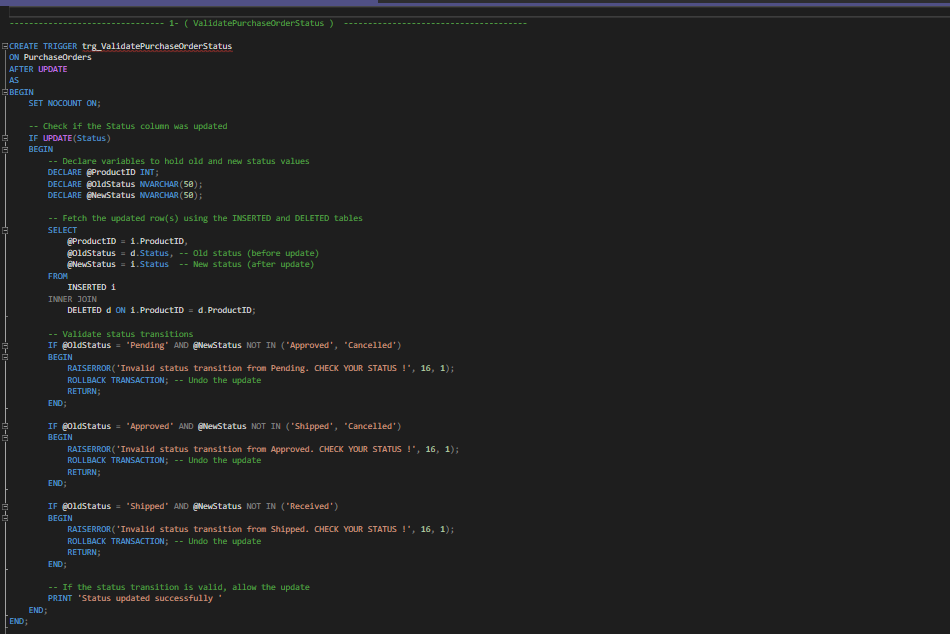 -------------------------------- 1- ( ValidatePurchaseOrderStatus )  --------------------------------------
CREATE TRIGGER trg_ValidatePurchaseOrderStatus
ON PurchaseOrders
AFTER UPDATE
AS
BEGIN
    SET NOCOUNT ON;
    -- Check if the Status column was updated
    IF UPDATE(Status)
    BEGIN
        -- Declare variables to hold old and new status values
        DECLARE @ProductID INT;
        DECLARE @OldStatus NVARCHAR(50);
        DECLARE @NewStatus NVARCHAR(50);
        -- Fetch the updated row(s) using the INSERTED and DELETED tables
        SELECT
            @ProductID = i.ProductID,
            @OldStatus = d.Status, -- Old status (before update)
            @NewStatus = i.Status  -- New status (after update)
        FROM
            INSERTED i
        INNER JOIN
            DELETED d ON i.ProductID = d.ProductID;
        -- Validate status transitions
        IF @OldStatus = 'Pending' AND @NewStatus NOT IN ('Approved', 'Cancelled')
        BEGIN
            RAISERROR('Invalid status transition from Pending. CHECK YOUR STATUS !', 16, 1);
            ROLLBACK TRANSACTION; -- Undo the update
            RETURN;
        END;
        IF @OldStatus = 'Approved' AND @NewStatus NOT IN ('Shipped', 'Cancelled')
        BEGIN
            RAISERROR('Invalid status transition from Approved. CHECK YOUR STATUS !', 16, 1);
            ROLLBACK TRANSACTION; -- Undo the update
            RETURN;
        END;
        IF @OldStatus = 'Shipped' AND @NewStatus NOT IN ('Received')
        BEGIN
            RAISERROR('Invalid status transition from Shipped. CHECK YOUR STATUS !', 16, 1);
            ROLLBACK TRANSACTION; -- Undo the update
            RETURN;
        END;
        -- If the status transition is valid, allow the update
        PRINT 'Status updated successfully '
    END;
END;